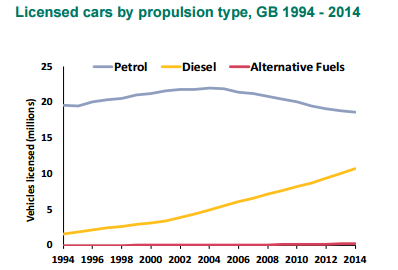 Licensed cars by propulsion type, GB 1994 - 2014
25
Petrol Diesel Alternative Fuels
20
15
10
5
0
Vehicles licensed (millions)
1994 1996 1998 2000 2002 2004 2006 2008 2010 2012 2014